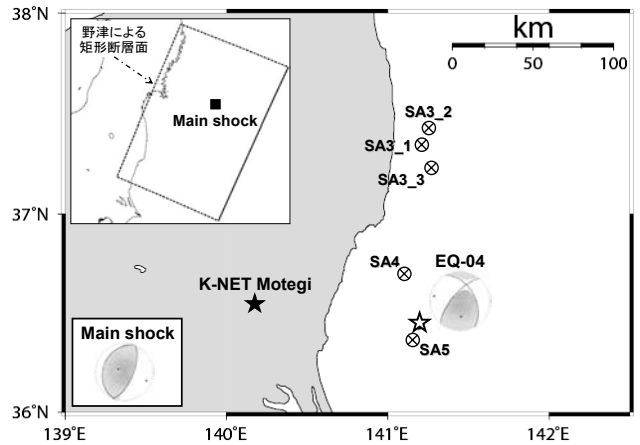 野津による
矩形断層面
Main shock
km
0 50 100
SA3_2
SA3_1
SA3_3
38°N
37°N
36°N
SA4
EQ-04
K-NET Motegi
SA5
Main shock
139°E
140°E
141°E
142°E